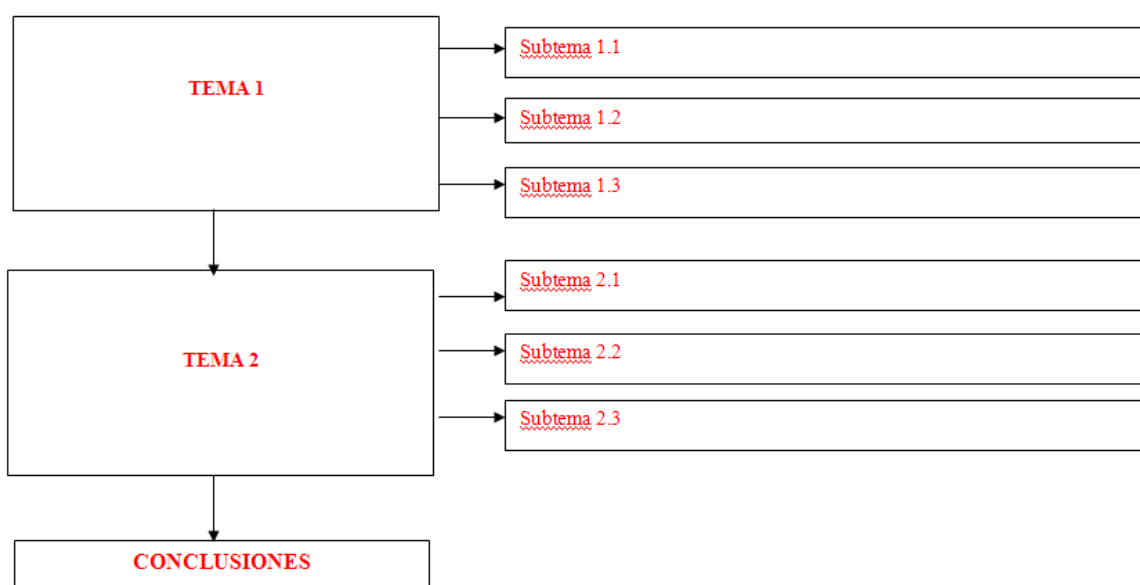 TEMA 1
Subtema 1.1
Subtema 1.2
Subtema 1.3
TEMA 2
Subtema 2.1
Subtema 2.2
Subtema 2.3
CONCLUSIONES